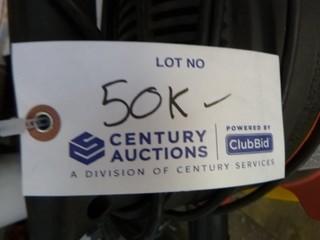 LOT NO
50K -
CENTURY
AUCTIONS
POWERED BY
ClubBid
A DIVISION OF CENTURY SERVICES